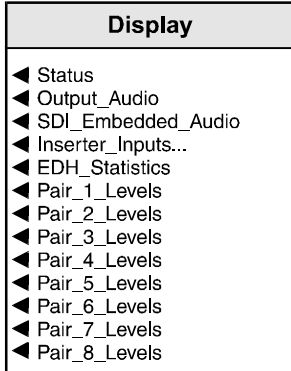 Display
Status
Output_Audio
SDI_Embedded_Audio
Inserter_Inputs...
EDH_Statistics
Pair_1_Levels
Pair_2_Levels
Pair_3_Levels
Pair_4_Levels
Pair_5_Levels
Pair_6_Levels
Pair_7_Levels
Pair_8_Levels